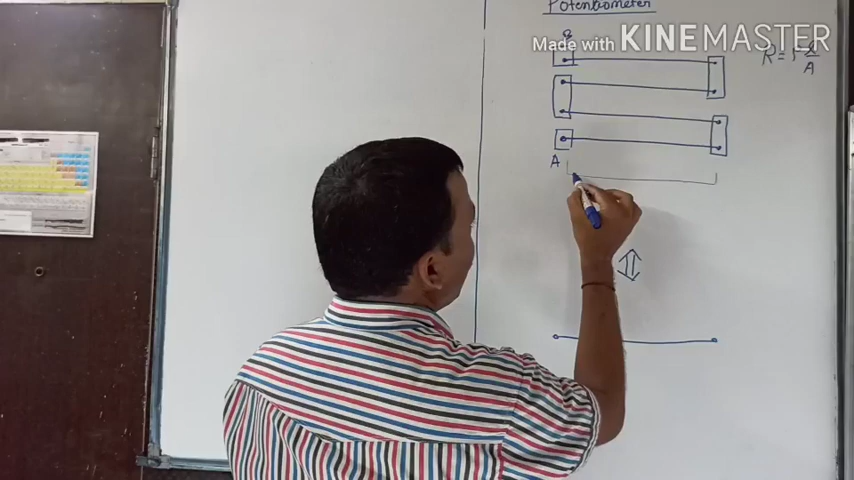 Potentiometer
B
Made with KINEMASTER
R = ρ l/A
A